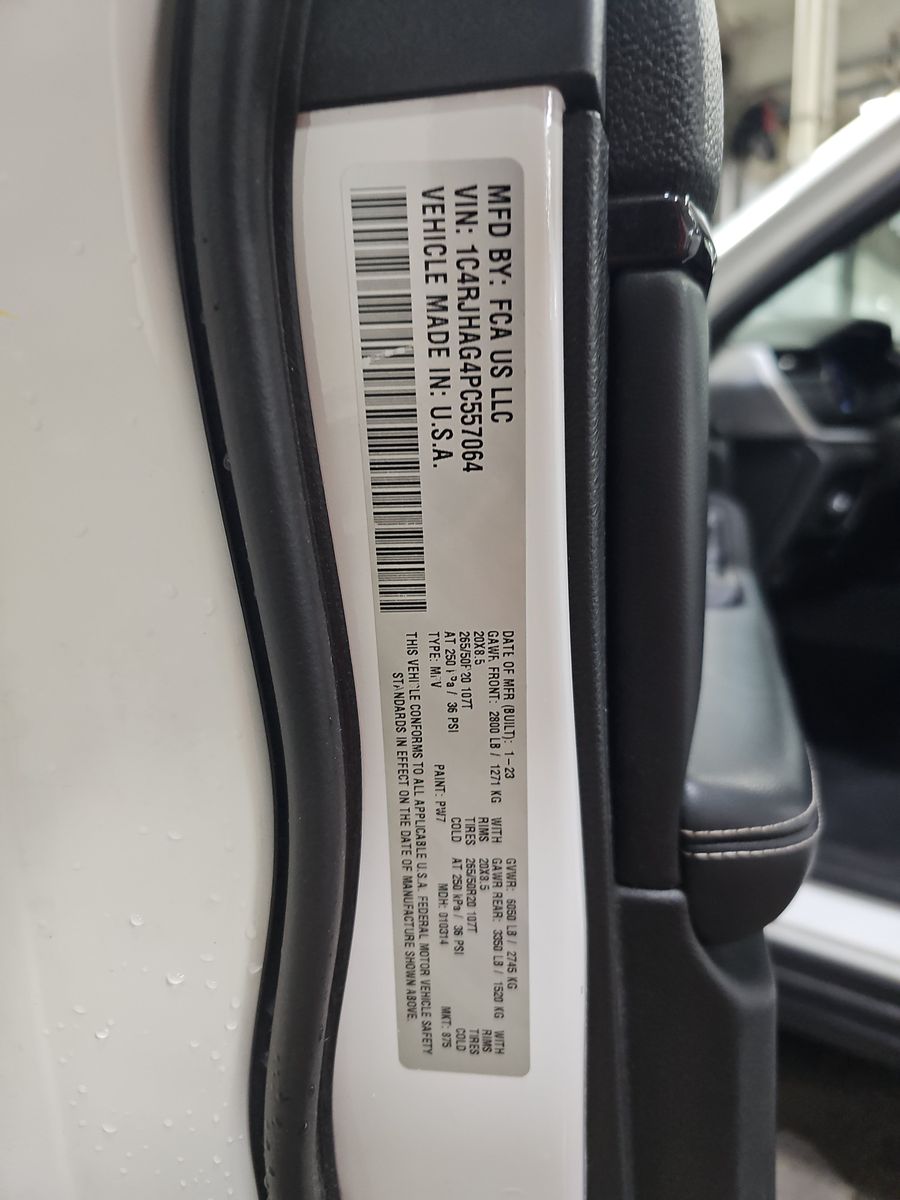 MFD BY: FCA US LLC
VIN: 1C4RJHAG4PC557064
VEHICLE MADE IN: U.S.A.
DATE OF MFR (BUILT): 1-23 GVWR: 6050 LB / 2745 KG
GAWR FRONT: 2800 LB / 1271 KG WITH GAWR REAR: 3350 LB / 1520 KG WITH
20X8.5 RIMS 20X8.5 RIMS
265/50R20 107T TIRES 265/50R20 107T TIRES
AT 250 kPa / 36 PSI COLD AT 250 kPa / 36 PSI COLD
TYPE: MPV PAINT: PW7 MDH: 010314 MKT: 875
THIS VEHICLE CONFORMS TO ALL APPLICABLE U.S.A. FEDERAL MOTOR VEHICLE SAFETY
STANDARDS IN EFFECT ON THE DATE OF MANUFACTURE SHOWN ABOVE.